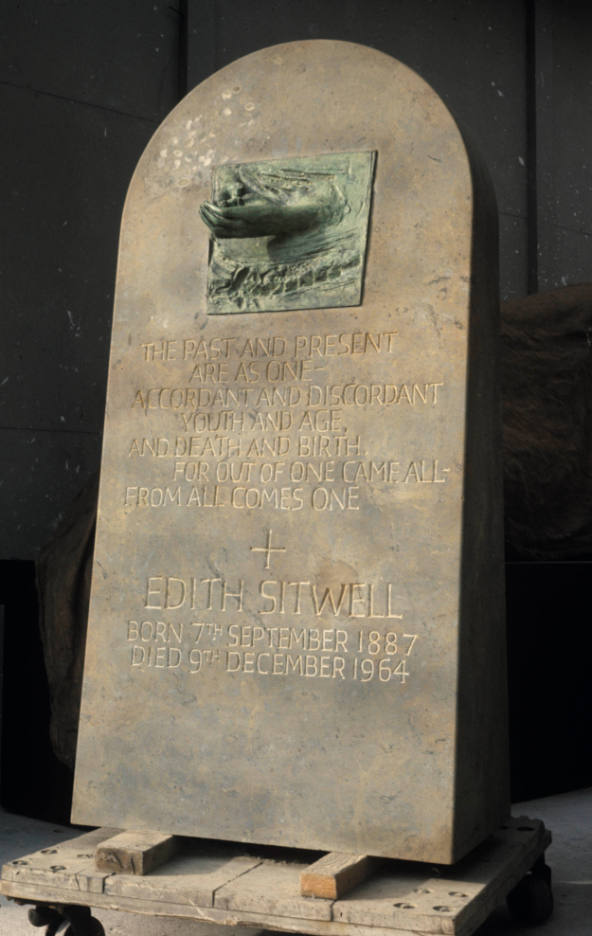 THE PAST AND PRESENT
ARE AS ONE–
ACCORDANT AND DISCORDANT
YOUTH AND AGE,
AND DEATH AND BIRTH.
FOR OUT OF ONE CAME ALL–
FROM ALL COMES ONE
EDITH SITWELL
BORN 7TH SEPTEMBER 1887
DIED 9TH DECEMBER 1964